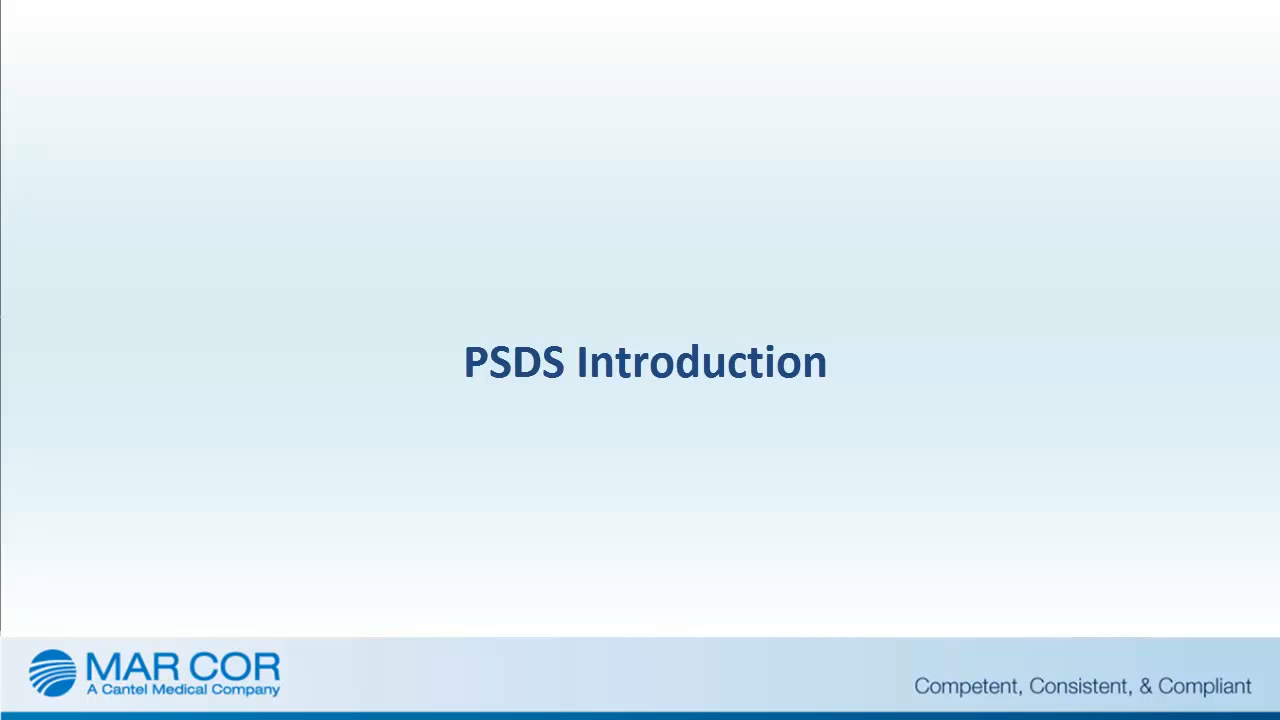 PSDS Introduction
MAR COR
A Cantel Medical Company
Competent, Consistent, & Compliant